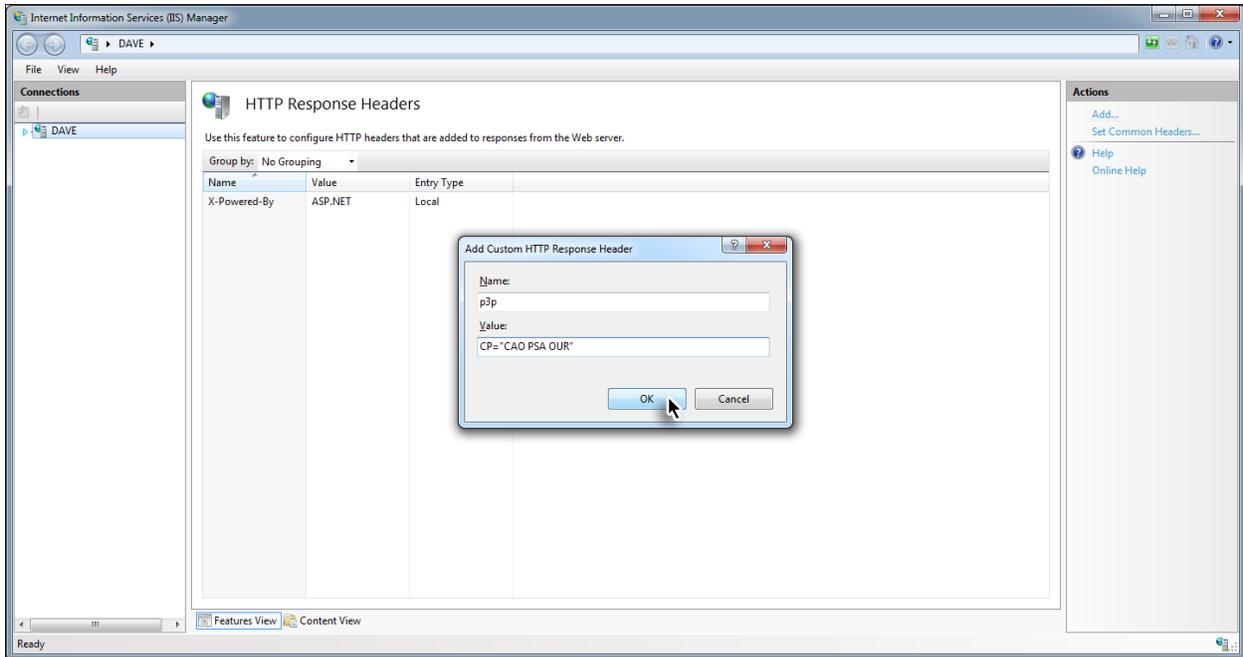 Internet Information Services (IIS) Manager
DAVE
File View Help
Connections
DAVE
HTTP Response Headers
Use this feature to configure HTTP headers that are added to responses from the Web server.
Group by: No Grouping
Name Value Entry Type
X-Powered-By ASP.NET Local
Add Custom HTTP Response Header
Name:
p3p
Value:
CP="CAO PSA OUR"
OK Cancel
Features View Content View
Actions
Add...
Set Common Headers...
Help
Online Help
Ready